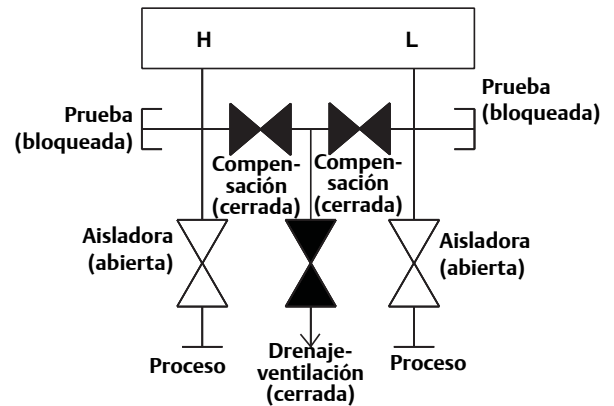 H
L
Prueba
(bloqueada)
Prueba
(bloqueada)
Compen-
sación
(cerrada)
Compen-
sación
(cerrada)
Aisladora
(abierta)
Aisladora
(abierta)
Proceso
Drenaje-
ventilación
(cerrada)
Proceso